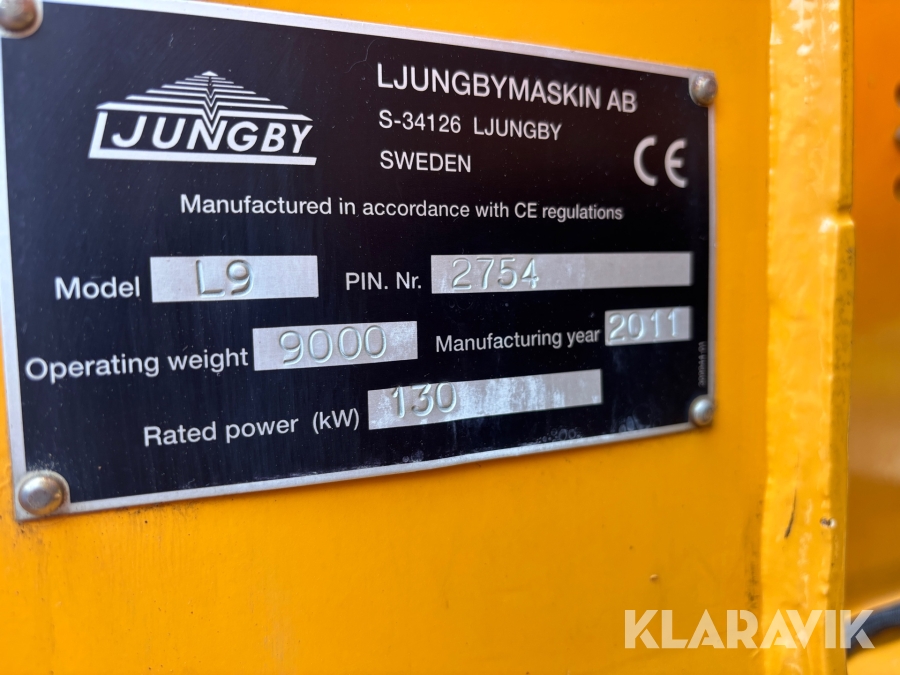 LJUNGBY
LJUNGBYMASKIN AB
S-34126 LJUNGBY
SWEDEN
CE
Manufactured in accordance with CE regulations
Model L9 PIN. Nr. 2754
Operating weight 9000 Manufacturing year 2011
Rated power (kW) 130
KLARAVIK